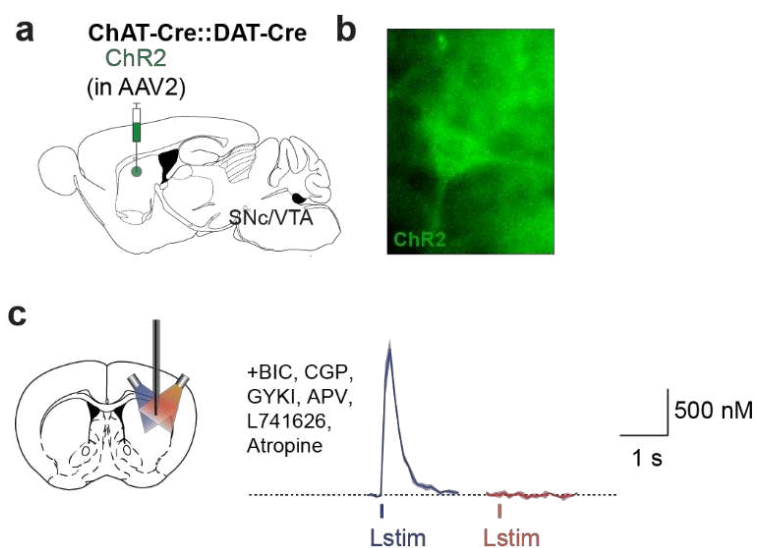 a
ChAT-Cre::DAT-Cre
ChR2
(in AAV2)
SNc/VTA
b
ChR2
c
+BIC, CGP,
GYKI, APV,
L741626,
Atropine
500 nM
1 s
Lstim
Lstim